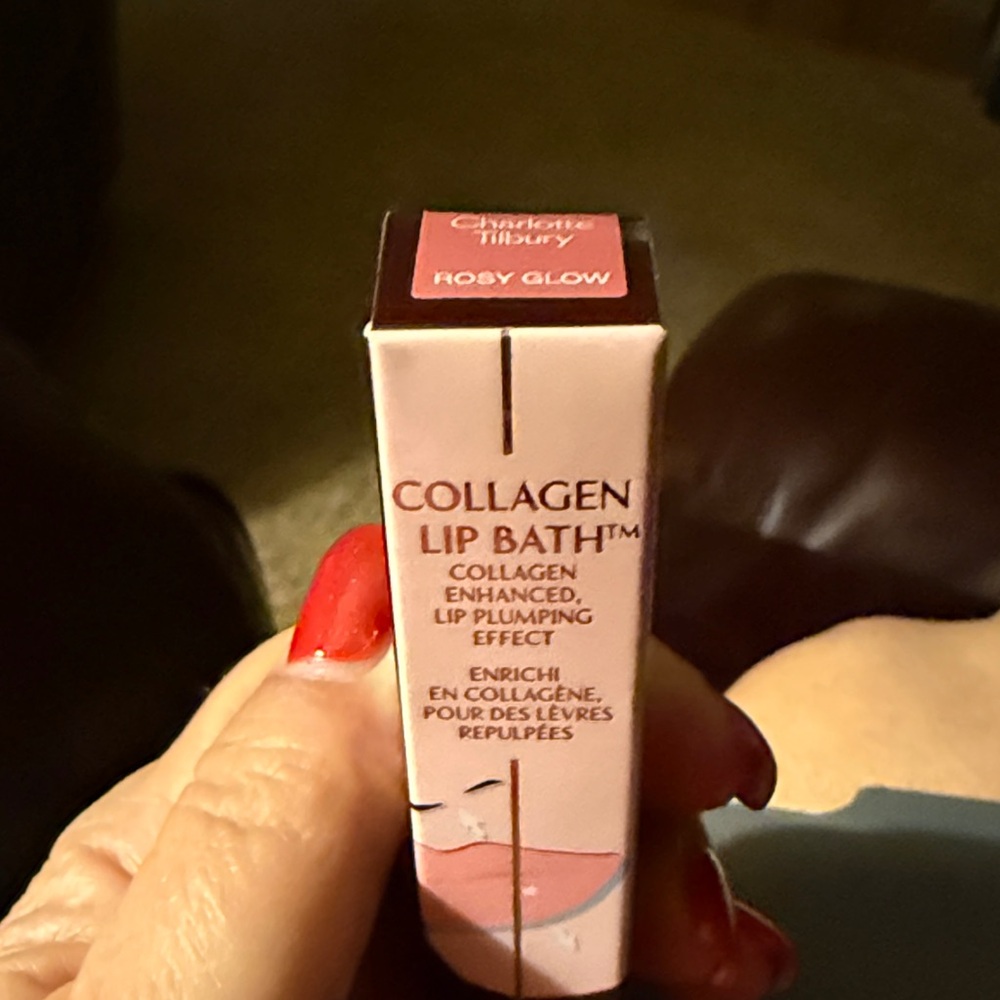 Charlotte
Tilbury
ROSY GLOW
COLLAGEN
LIP BATH™
COLLAGEN
ENHANCED,
LIP PLUMPING
EFFECT
ENRICHI
EN COLLAGÈNE,
POUR DES LÈVRES
REPULPÉES